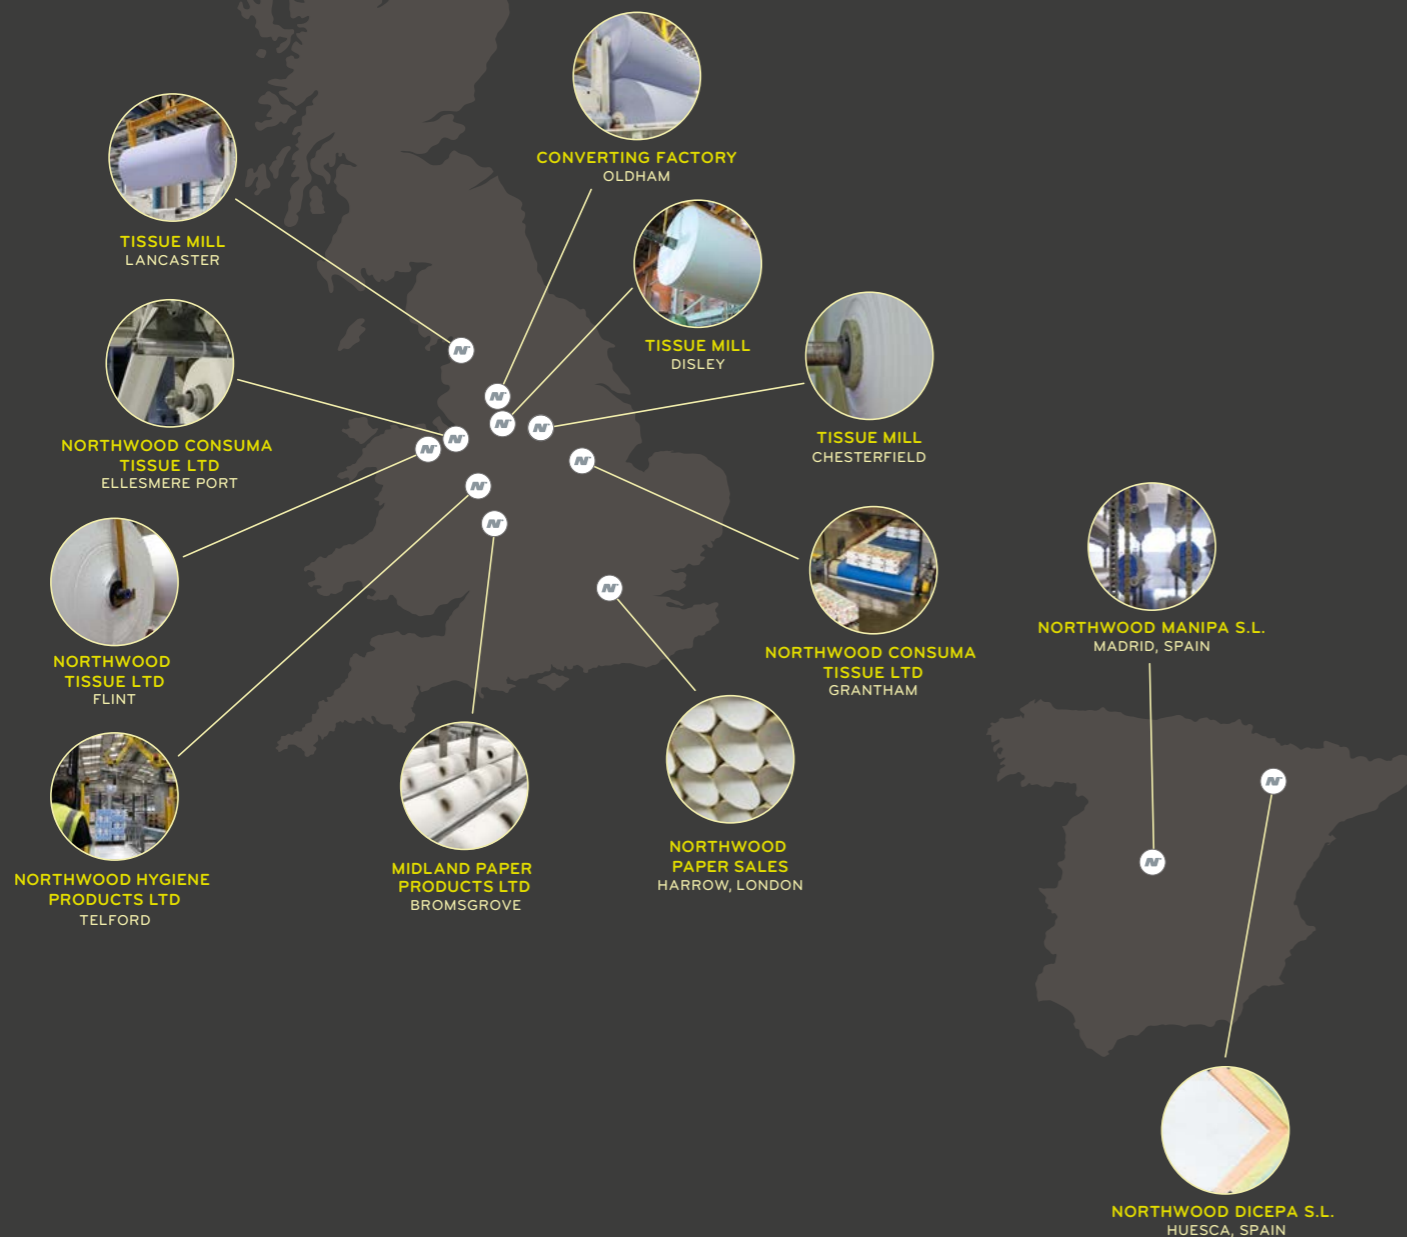 CONVERTING FACTORY
OLDHAM
TISSUE MILL
LANCASTER
TISSUE MILL
DISLEY
TISSUE MILL
CHESTERFIELD
NORTHWOOD CONSUMA
TISSUE LTD
ELLESMERE PORT
NORTHWOOD
TISSUE LTD
FLINT
NORTHWOOD CONSUMA
TISSUE LTD
GRANTHAM
NORTHWOOD MANIPA S.L.
MADRID, SPAIN
NORTHWOOD HYGIENE
PRODUCTS LTD
TELFORD
MIDLAND PAPER
PRODUCTS LTD
BROMSGROVE
NORTHWOOD
PAPER SALES
HARROW, LONDON
NORTHWOOD DICEPA S.L.
HUESCA, SPAIN
N
N
N
N
N
N
N
N
N
N
N
N